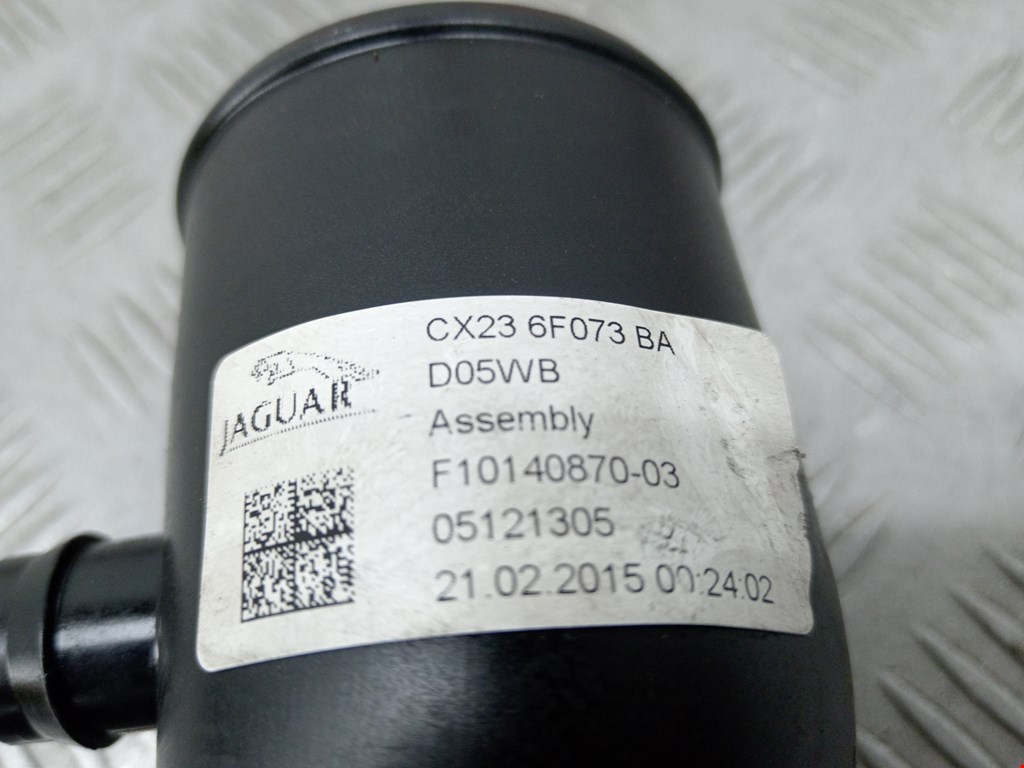 JAGUAR
CX23 6F073 BA
D05WB
Assembly
F10140870-03
05121305
21.02.2015 00:24:02